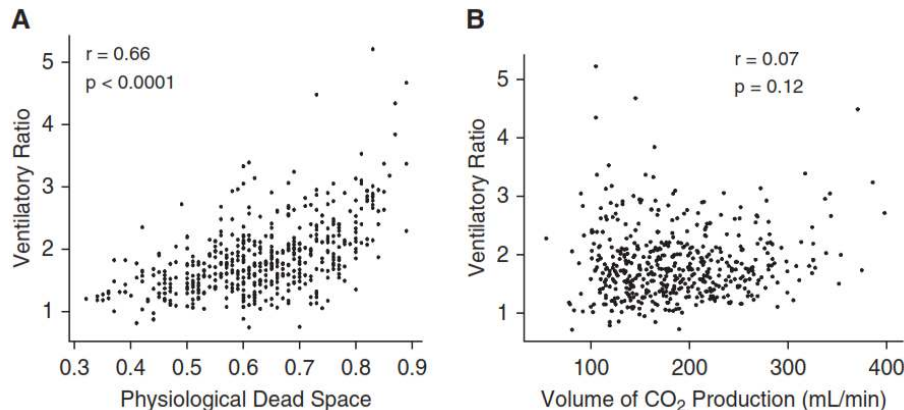 A
r = 0.66
p < 0.0001
Ventilatory Ratio
5
4
3
2
1
0.3 0.4 0.5 0.6 0.7 0.8 0.9
Physiological Dead Space
B
r = 0.07
p = 0.12
Ventilatory Ratio
5
4
3
2
1
100 200 300 400
Volume of CO₂ Production (mL/min)